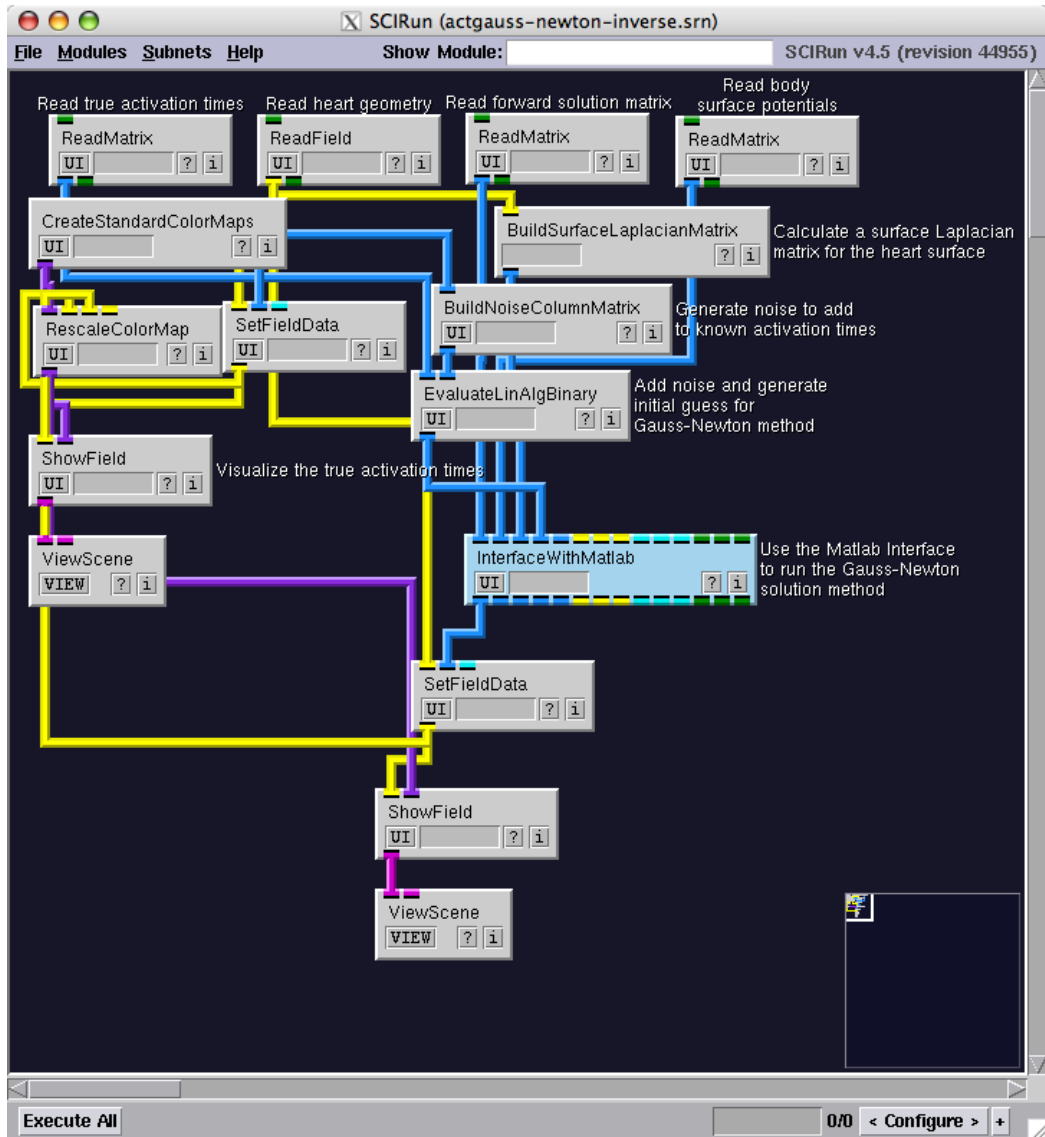 SCIRun (actgauss-newton-inverse.srn)
File Modules Subnets Help Show Module: SCIRun v4.5 (revision 44955)
Read true activation times
Read heart geometry
Read forward solution matrix
Read body
surface potentials
ReadMatrix
UI ? i
ReadField
UI ? i
ReadMatrix
UI ? i
ReadMatrix
UI ? i
CreateStandardColorMaps
UI ? i
BuildSurfaceLaplacianMatrix
? i
Calculate a surface Laplacian
matrix for the heart surface
RescaleColorMap
UI ? i
SetFieldData
UI ? i
BuildNoiseColumnMatrix
UI ? i
Generate noise to add
to known activation times
EvaluateLinAlgBinary
UI ? i
Add noise and generate
initial guess for
Gauss-Newton method
ShowField
UI ? i
Visualize the true activation times
ViewScene
VIEW ? i
InterfaceWithMatlab
UI ? i
Use the Matlab Interface
to run the Gauss-Newton
solution method
SetFieldData
UI ? i
ShowField
UI ? i
ViewScene
VIEW ? i
Execute All 0/0 < Configure > +